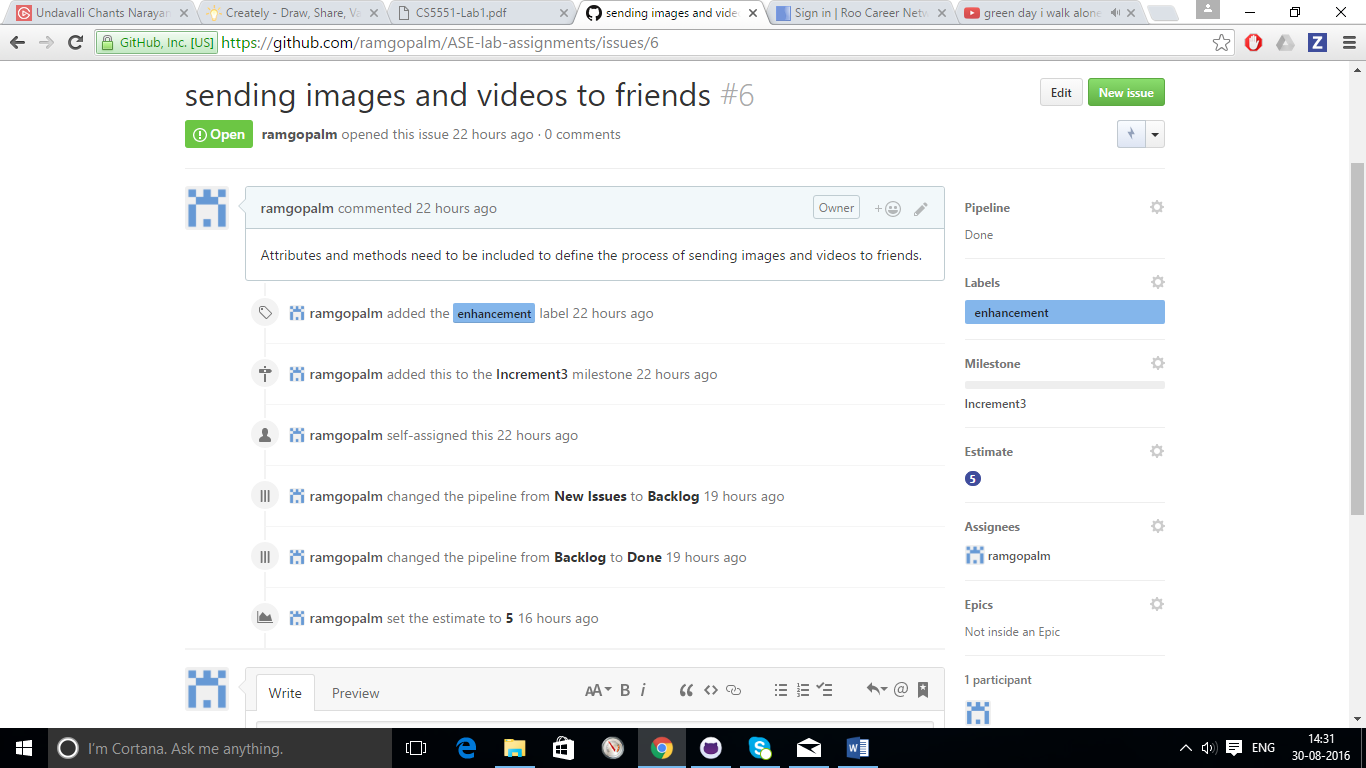 Undavalli Chants Narayan
Creately - Draw, Share, Va
CS5551-Lab1.pdf
sending images and vide
Sign in | Roo Career Netw
green day i walk alone
GitHub, Inc. [US] https://github.com/ramgopalm/ASE-lab-assignments/issues/6
Z
sending images and videos to friends #6
Edit
New issue
Open ramgopalm opened this issue 22 hours ago · 0 comments
ramgopalm commented 22 hours ago
Owner
Attributes and methods need to be included to define the process of sending images and videos to friends.
ramgopalm added the enhancement label 22 hours ago
ramgopalm added this to the Increment3 milestone 22 hours ago
ramgopalm self-assigned this 22 hours ago
ramgopalm changed the pipeline from New Issues to Backlog 19 hours ago
ramgopalm changed the pipeline from Backlog to Done 19 hours ago
ramgopalm set the estimate to 5 16 hours ago
Write Preview
AA B i
Pipeline
Done
Labels
enhancement
Milestone
Increment3
Estimate
5
Assignees
ramgopalm
Epics
Not inside an Epic
1 participant
I'm Cortana. Ask me anything.
ENG
14:31
30-08-2016